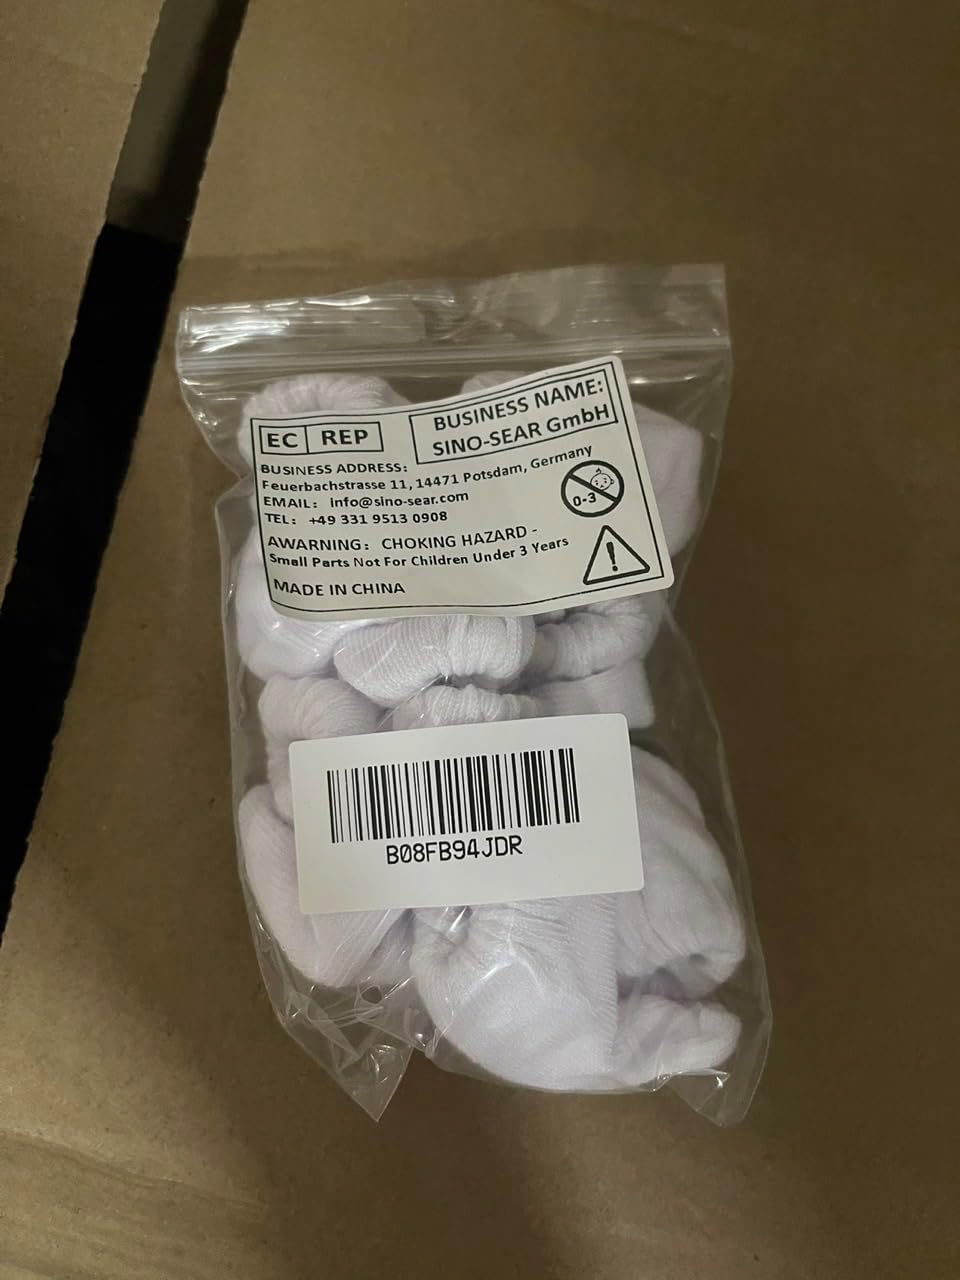 EC REP
BUSINESS NAME:
SINO-SEAR GmbH
BUSINESS ADDRESS:
Feuerbachstrasse 11, 14471 Potsdam, Germany
EMAIL: info@sino-sear.com
TEL: +49 331 9513 0908
0-3
AWARNING: CHOKING HAZARD -
Small Parts Not For Children Under 3 Years
!
MADE IN CHINA
B08FB94JDR